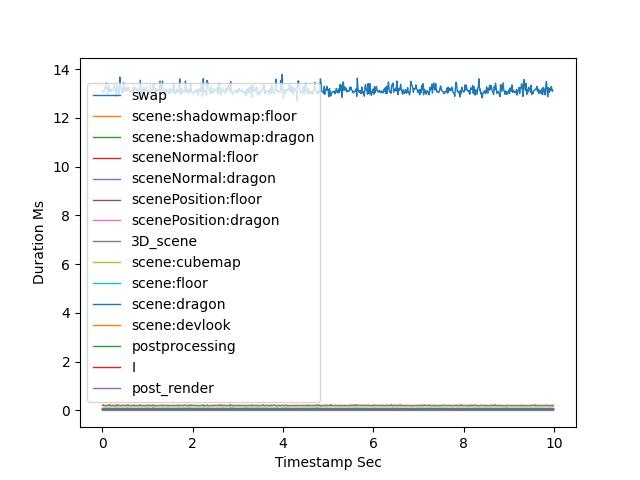 14
12
10
8
6
4
2
0
Duration Ms
swap
scene:shadowmap:floor
scene:shadowmap:dragon
sceneNormal:floor
sceneNormal:dragon
scenePosition:floor
scenePosition:dragon
3D_scene
scene:cubemap
scene:floor
scene:dragon
scene:devlook
postprocessing
I
post_render
0 2 4 6 8 10
Timestamp Sec